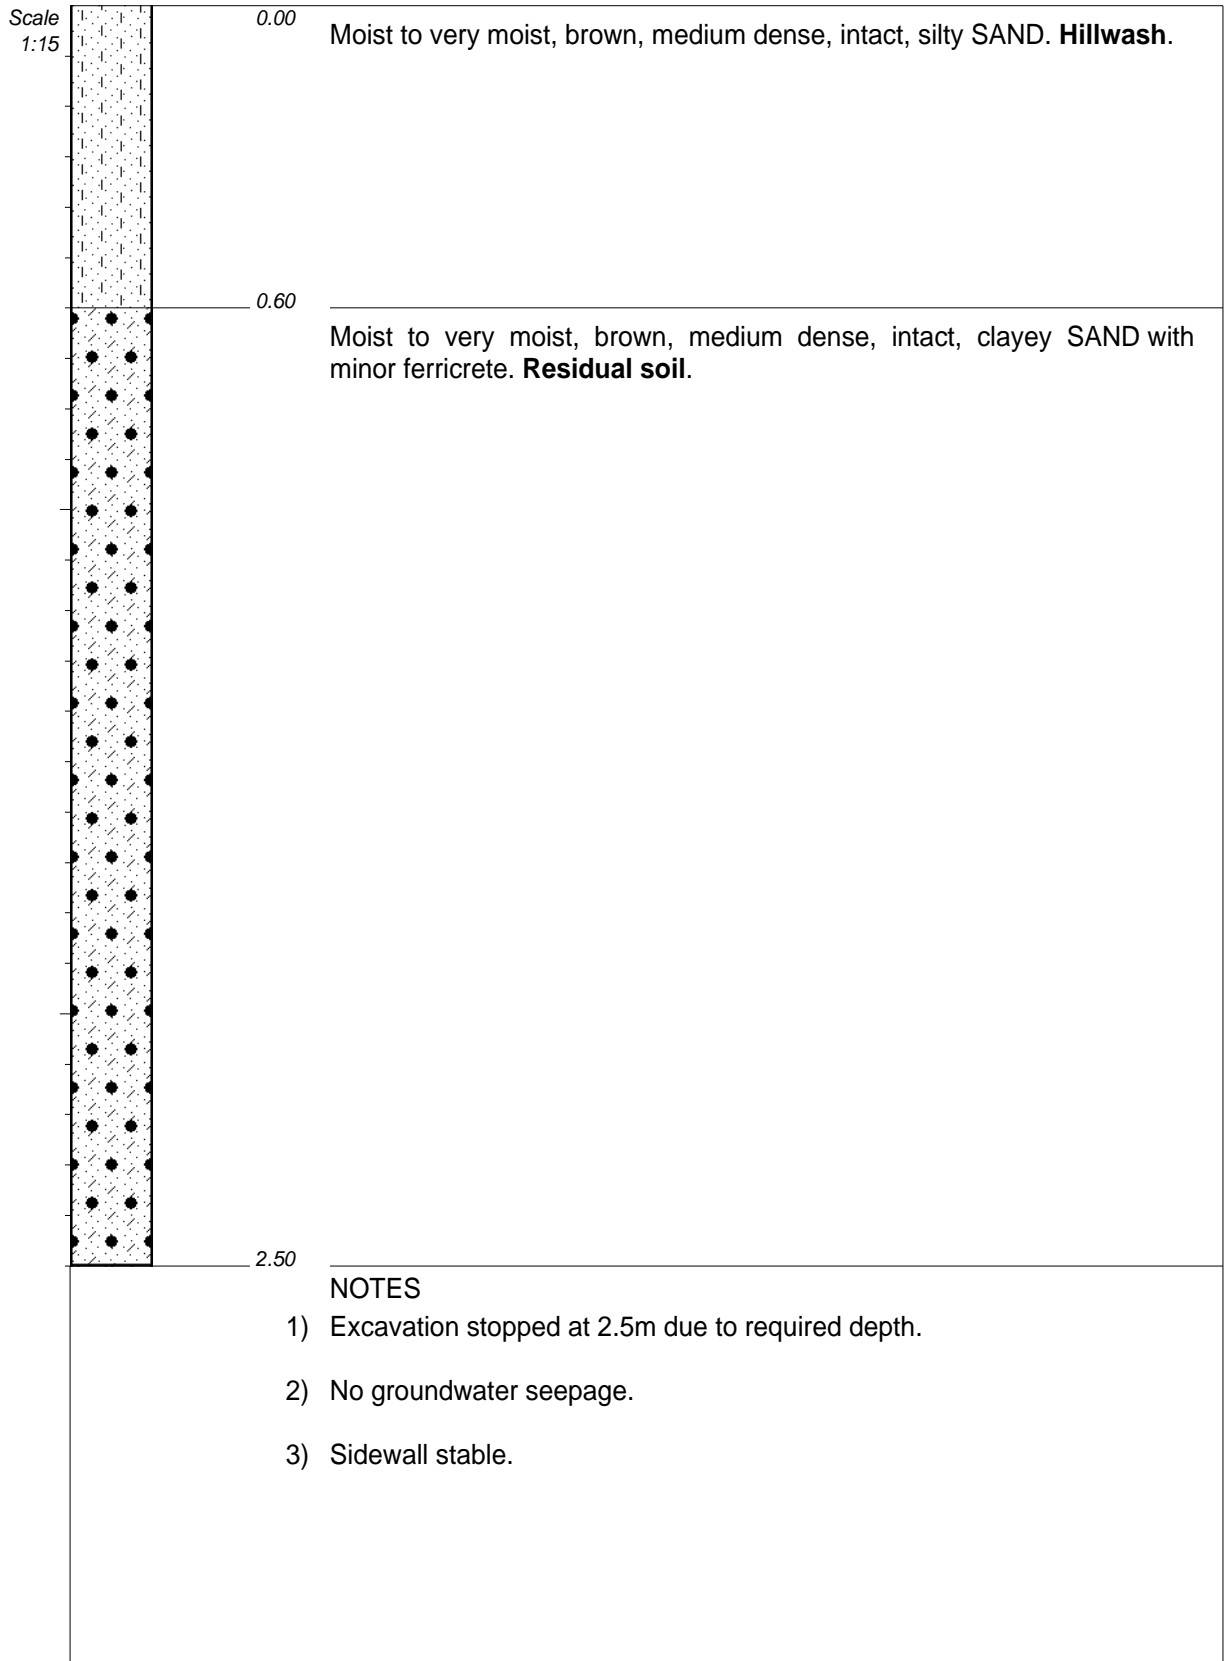 Scale
1:15
0.00
Moist to very moist, brown, medium dense, intact, silty SAND. Hillwash.
0.60
Moist to very moist, brown, medium dense, intact, clayey SAND with
minor ferricrete. Residual soil.
2.50
NOTES
1) Excavation stopped at 2.5m due to required depth.
2) No groundwater seepage.
3) Sidewall stable.